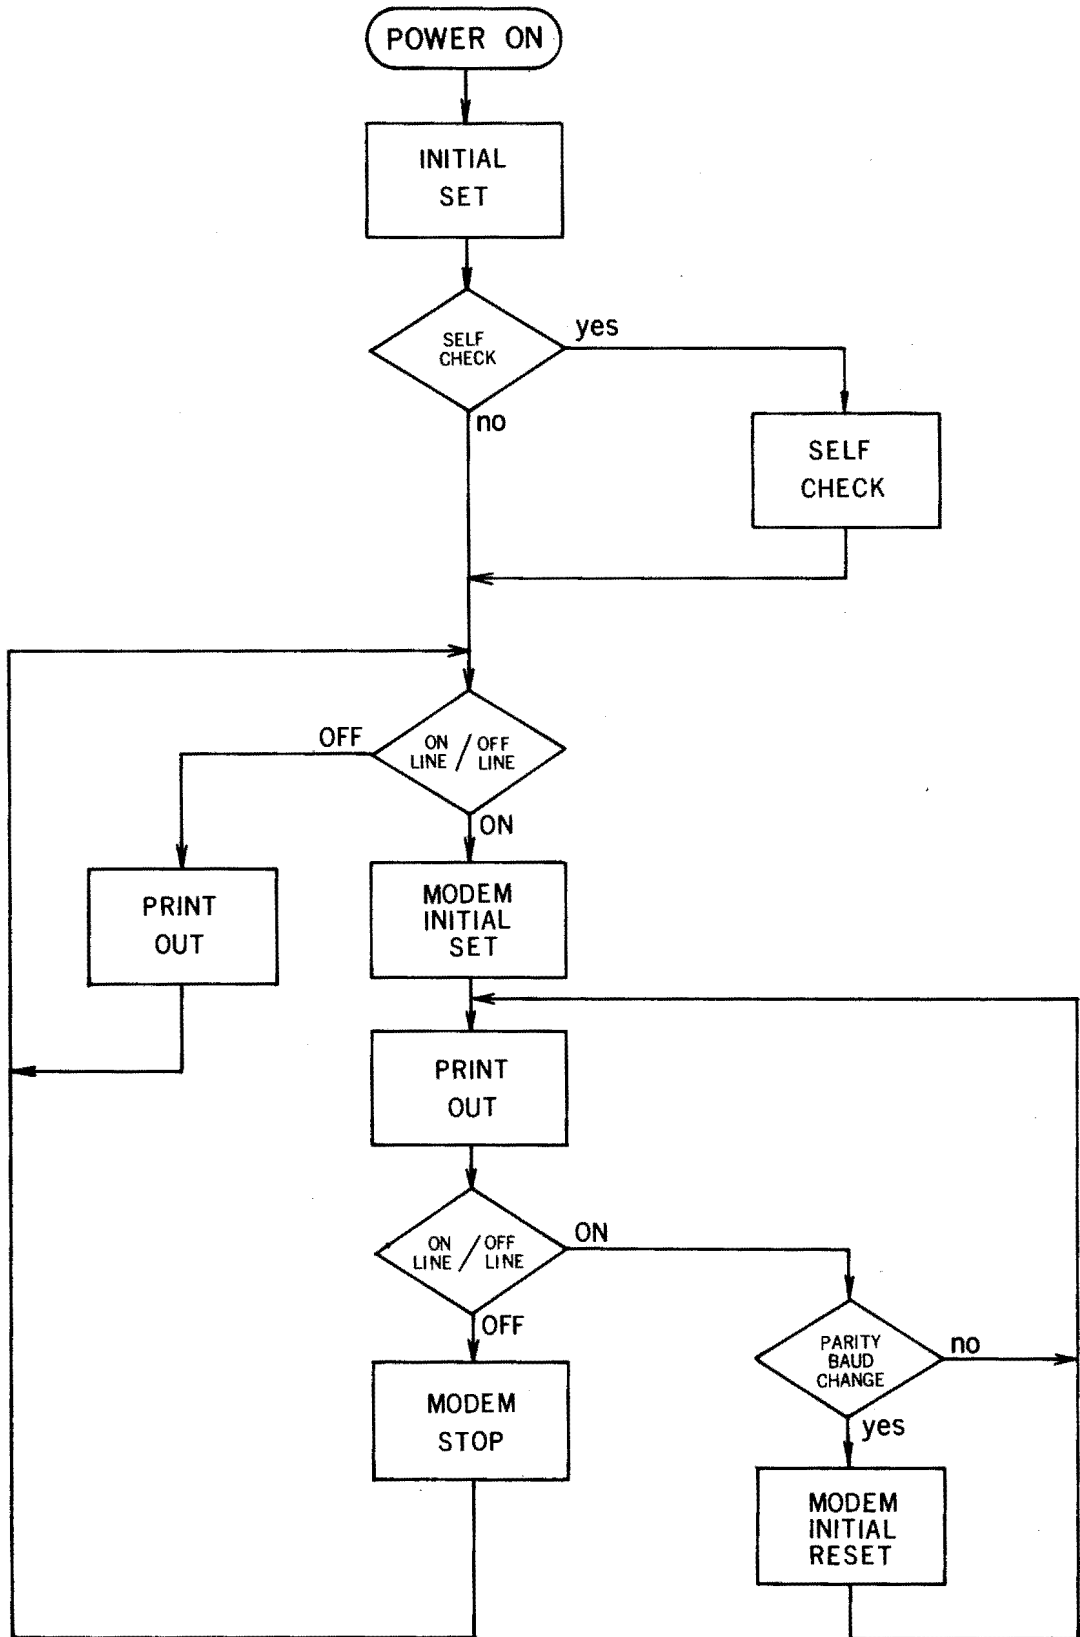 POWER ON
INITIAL
SET
SELF
CHECK
yes
no
SELF
CHECK
ON / OFF
LINE LINE
OFF
ON
PRINT
OUT
MODEM
INITIAL
SET
PRINT
OUT
ON / OFF
LINE LINE
ON
OFF
PARITY
BAUD
CHANGE
no
yes
MODEM
STOP
MODEM
INITIAL
RESET